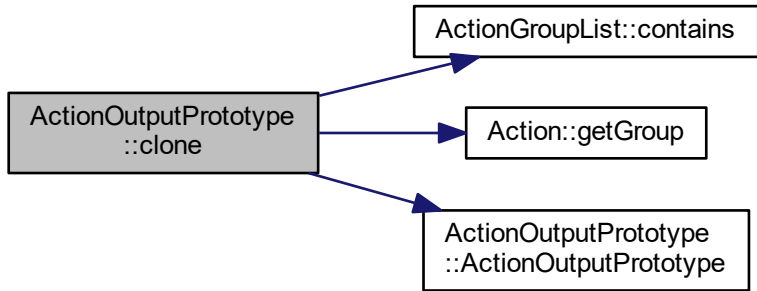 ActionOutputPrototype
::clone
ActionGroupList::contains
Action::getGroup
ActionOutputPrototype
::ActionOutputPrototype